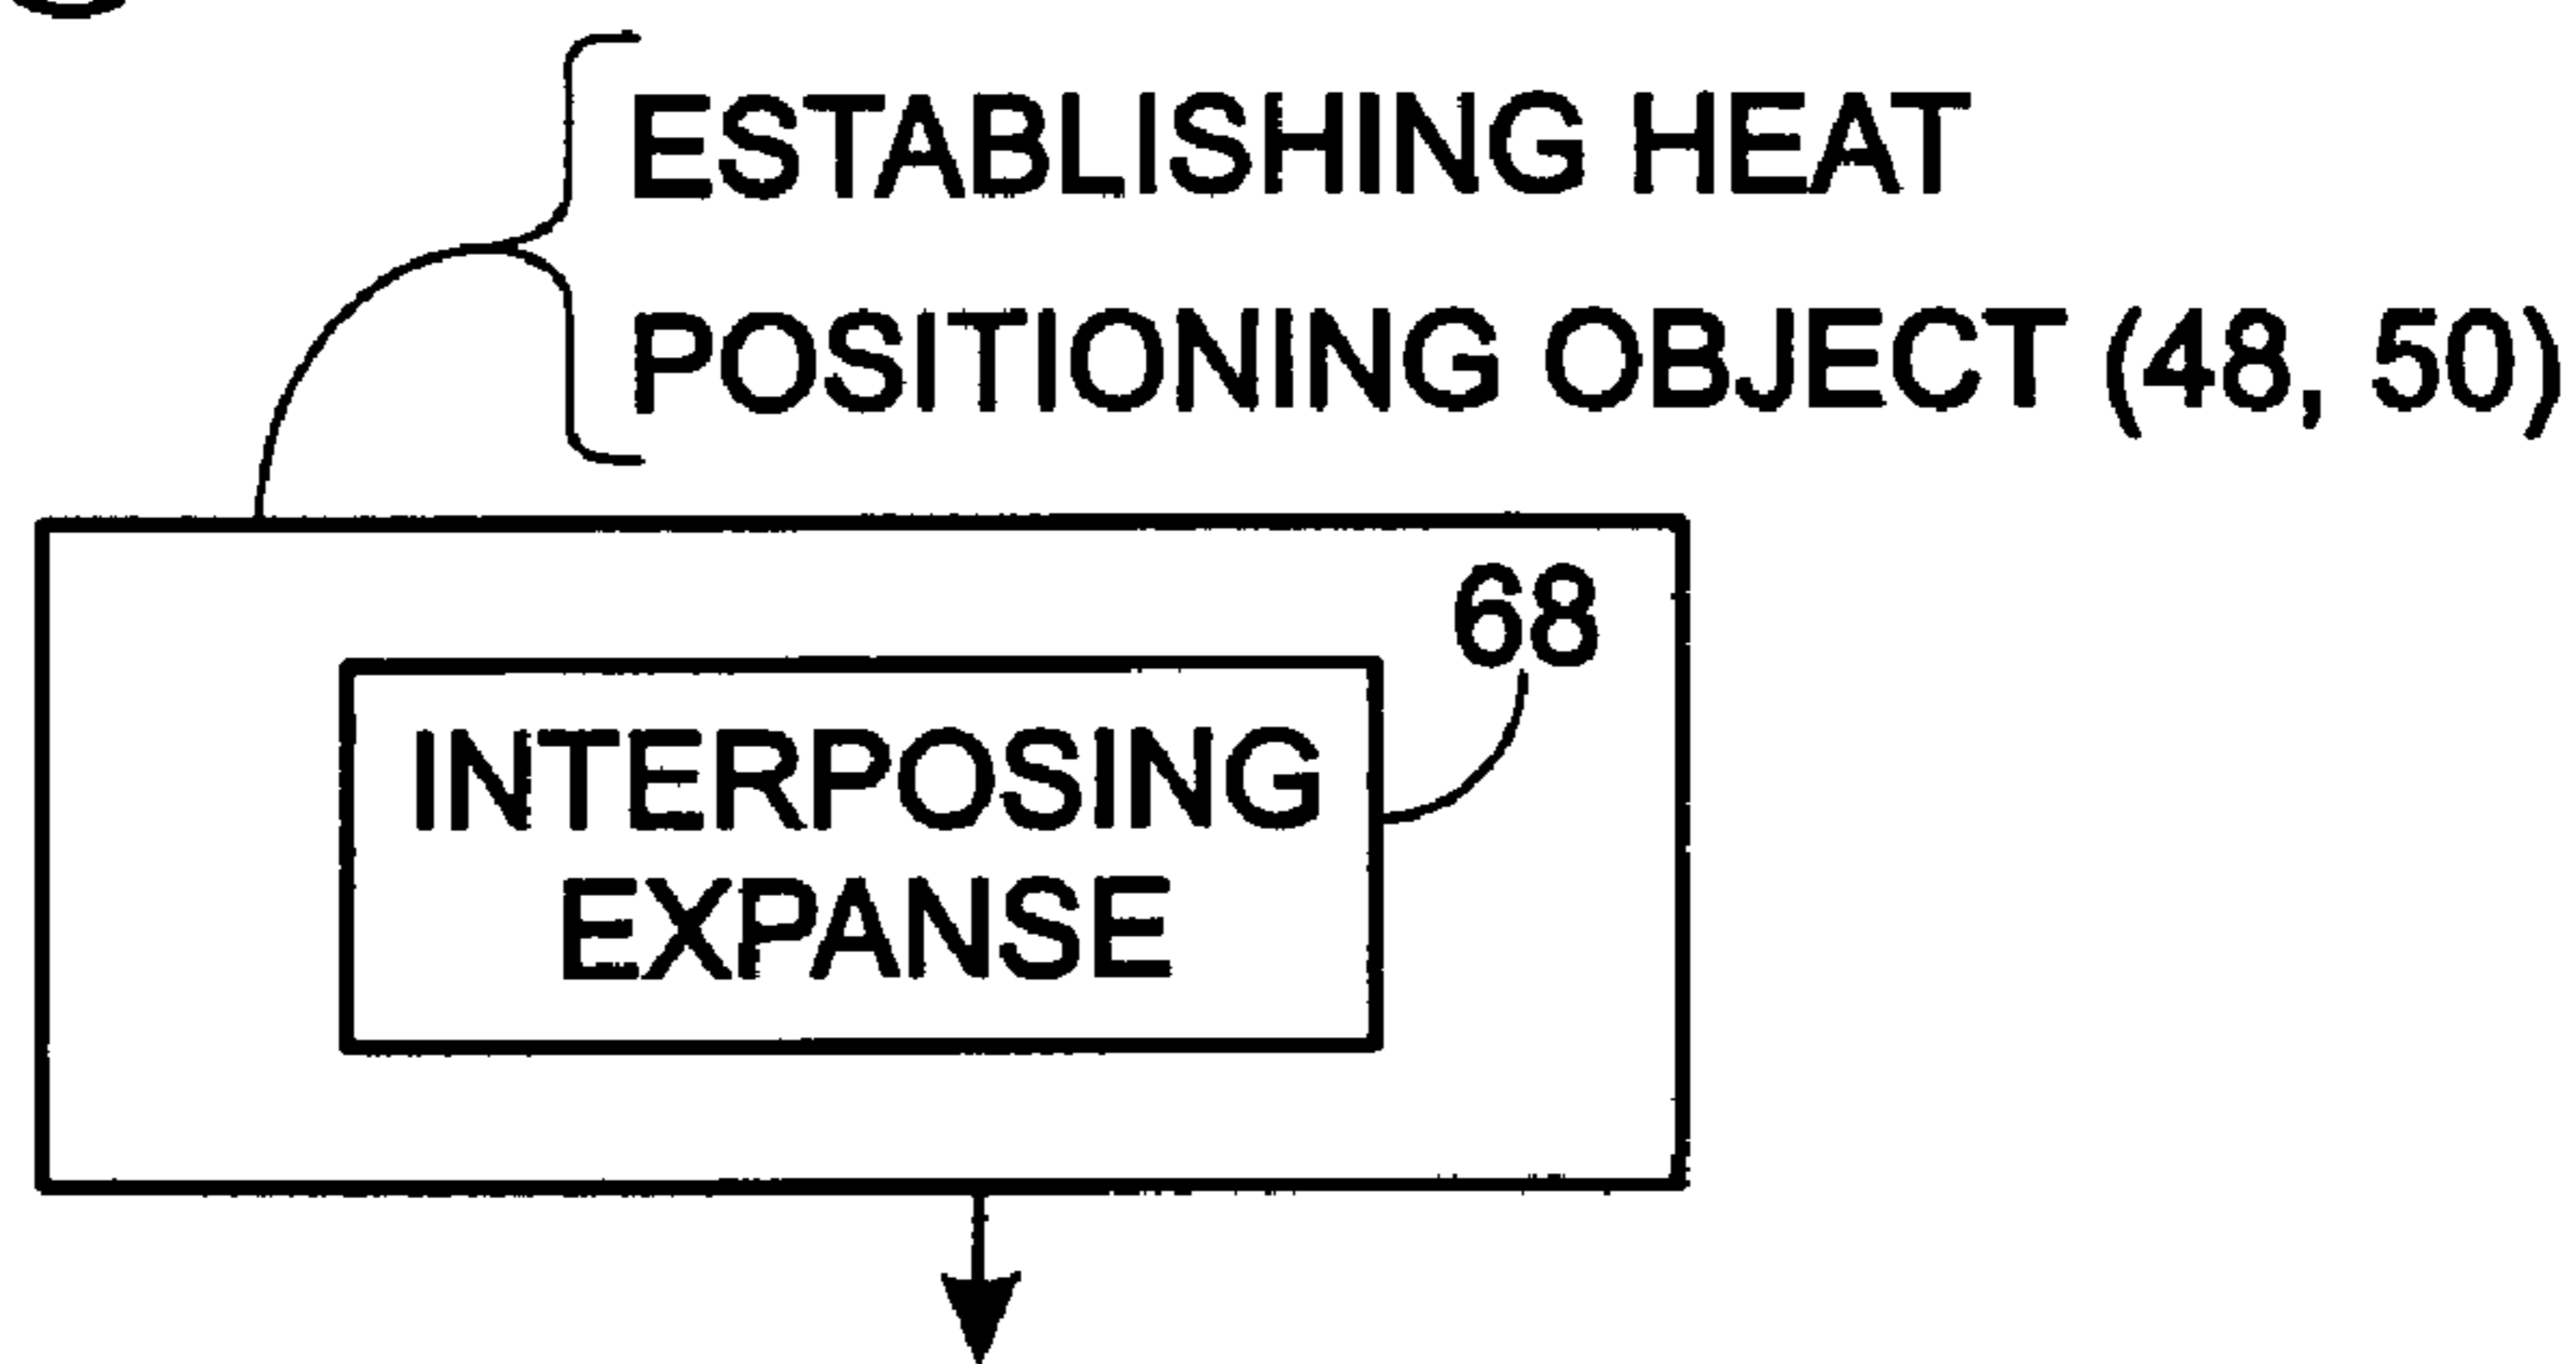 ESTABLISHING HEAT
POSITIONING OBJECT (48, 50)
68
INTERPOSING
EXPANSE